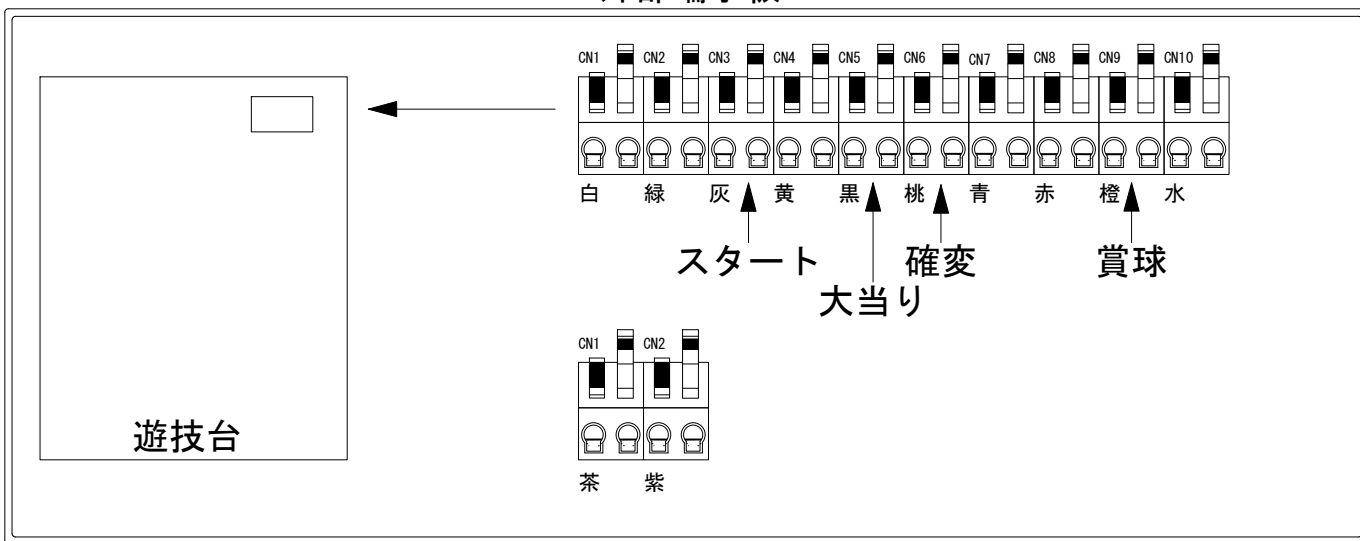 CN1 CN2 CN3 CN4 CN5 CN6 CN7 CN8 CN9 CN10
白 緑 灰 黄 黒 桃 青 赤 橙 水
スタート 確変 賞球
大当り
CN1 CN2
遊技台
茶 紫